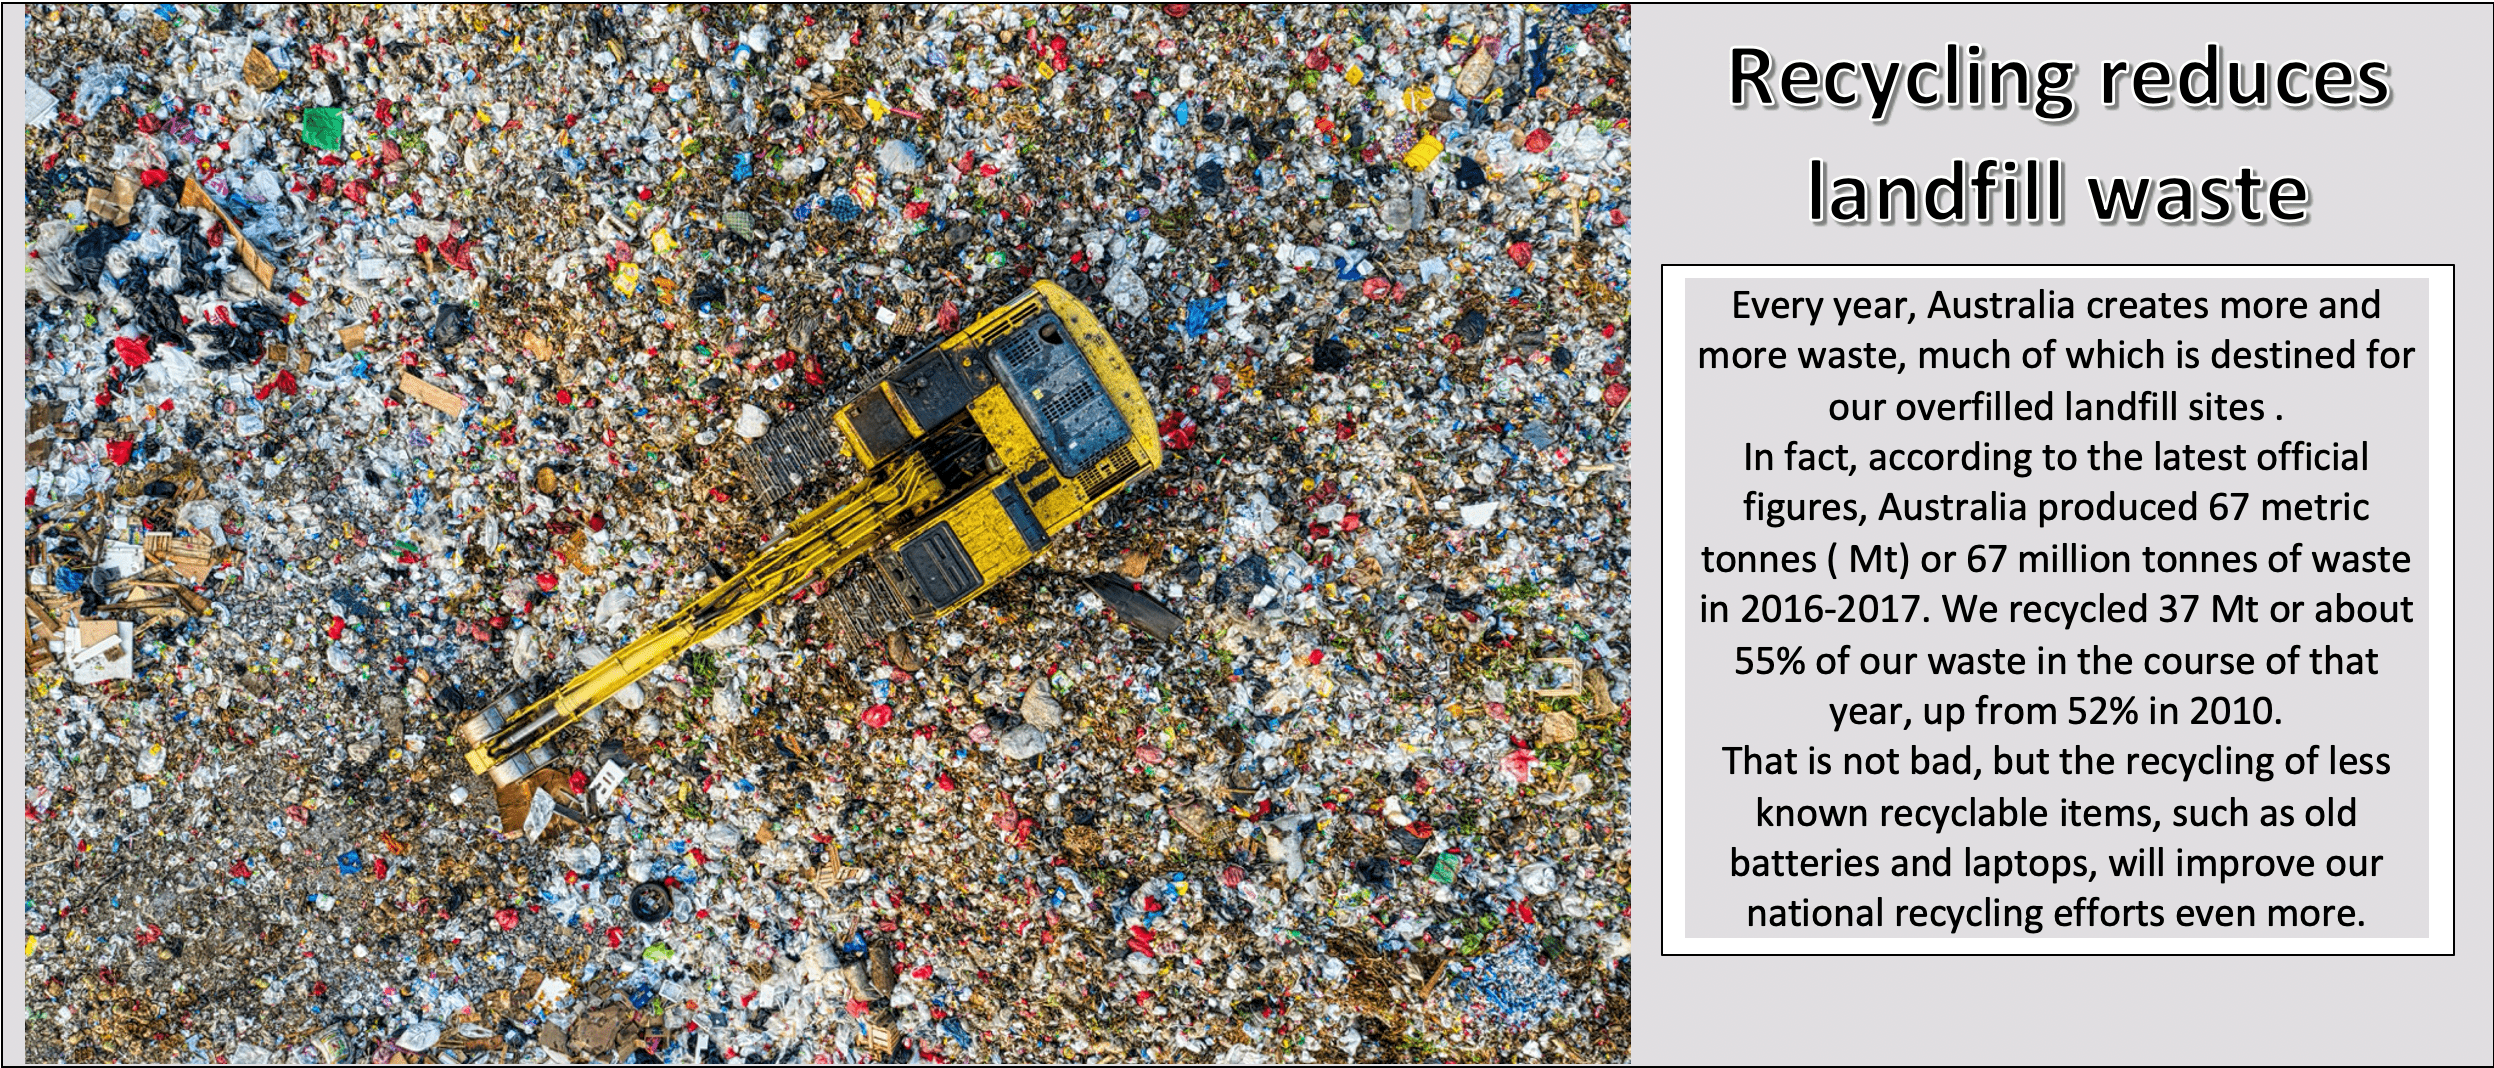 Recycling reduces
landfill waste
Every year, Australia creates more and
more waste, much of which is destined for
our overfilled landfill sites .
In fact, according to the latest official
figures, Australia produced 67 metric
tonnes ( Mt) or 67 million tonnes of waste
in 2016-2017. We recycled 37 Mt or about
55% of our waste in the course of that
year, up from 52% in 2010.
That is not bad, but the recycling of less
known recyclable items, such as old
batteries and laptops, will improve our
national recycling efforts even more.